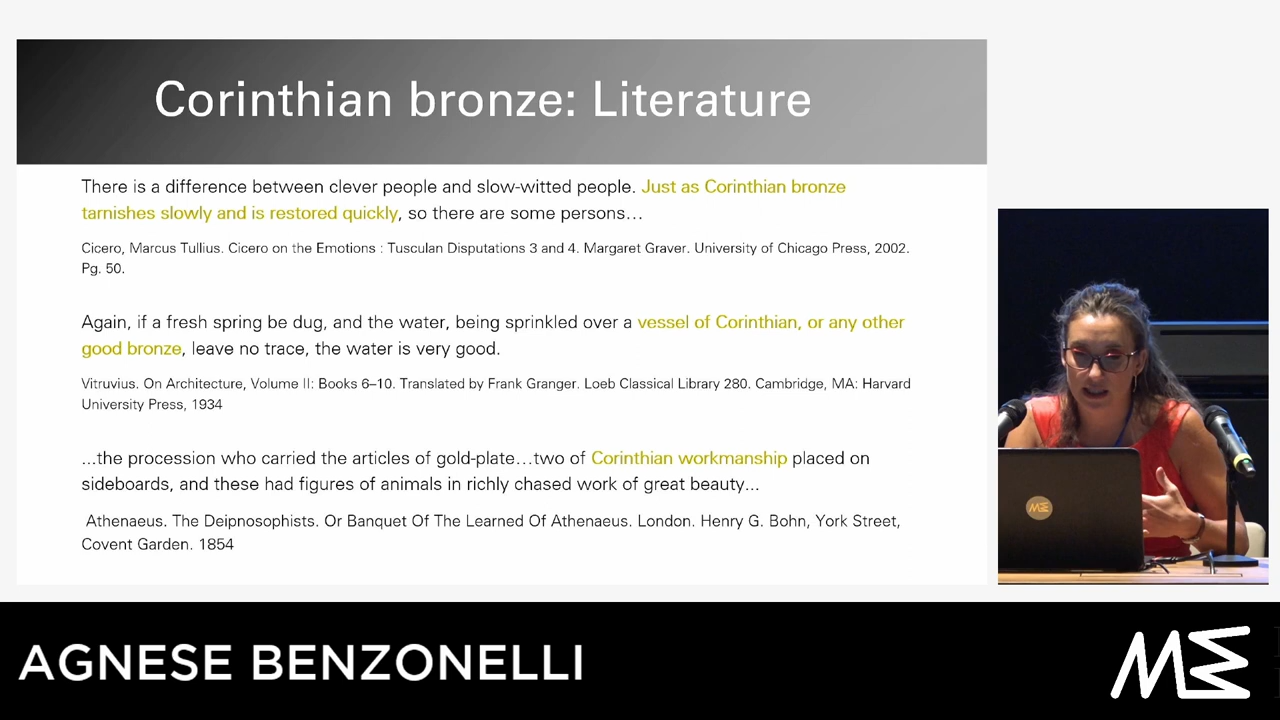 Corinthian bronze: Literature
There is a difference between clever people and slow-witted people. Just as Corinthian bronze
tarnishes slowly and is restored quickly, so there are some persons…
Cicero, Marcus Tullius. Cicero on the Emotions : Tusculan Disputations 3 and 4. Margaret Graver. University of Chicago Press, 2002.
Pg. 50.
Again, if a fresh spring be dug, and the water, being sprinkled over a vessel of Corinthian, or any other
good bronze, leave no trace, the water is very good.
Vitruvius. On Architecture, Volume II: Books 6–10. Translated by Frank Granger. Loeb Classical Library 280. Cambridge, MA: Harvard
University Press, 1934
...the procession who carried the articles of gold-plate…two of Corinthian workmanship placed on
sideboards, and these had figures of animals in richly chased work of great beauty...
Athenaeus. The Deipnosophists. Or Banquet Of The Learned Of Athenaeus. London. Henry G. Bohn, York Street,
Covent Garden. 1854
AGNESE BENZONELLI